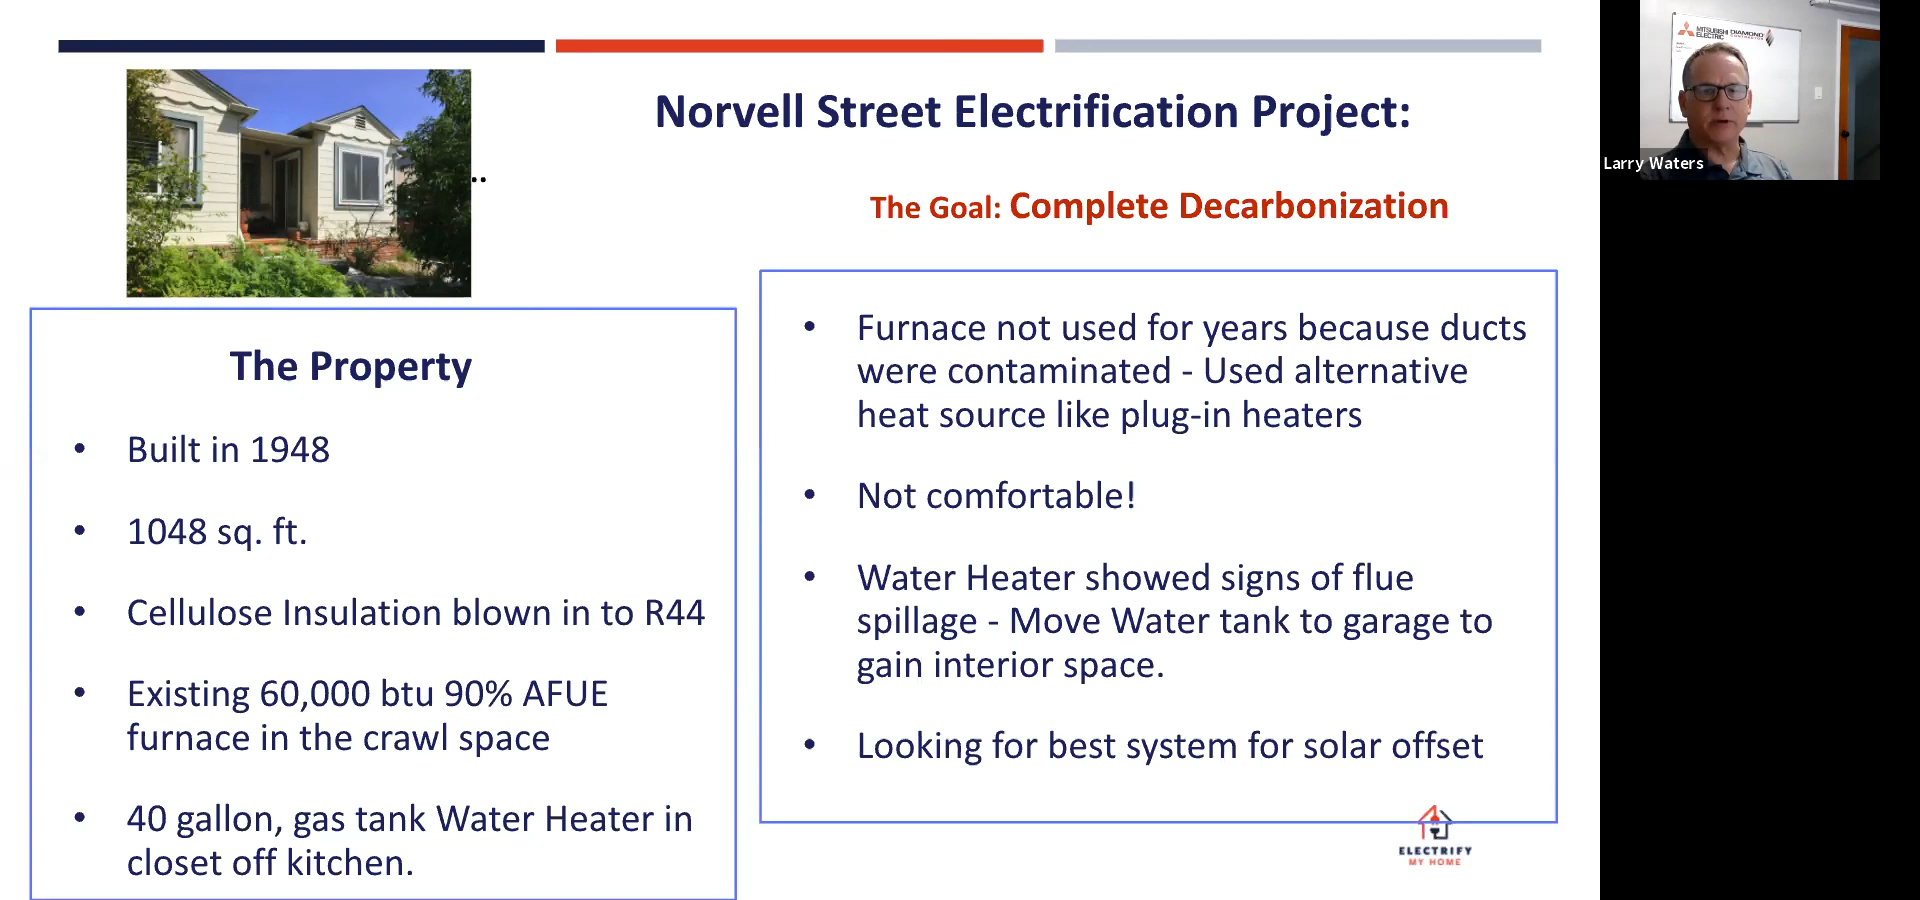 Norvell Street Electrification Project:
..
The Goal: Complete Decarbonization
The Property
• Built in 1948
• 1048 sq. ft.
• Cellulose Insulation blown in to R44
• Existing 60,000 btu 90% AFUE
furnace in the crawl space
• 40 gallon, gas tank Water Heater in
closet off kitchen.
• Furnace not used for years because ducts
were contaminated - Used alternative
heat source like plug-in heaters
• Not comfortable!
• Water Heater showed signs of flue
spillage - Move Water tank to garage to
gain interior space.
• Looking for best system for solar offset
ELECTRIFY
MY HOME
MITSUBISHI
ELECTRIC
DIAMOND
CONTRACTOR
Larry Waters